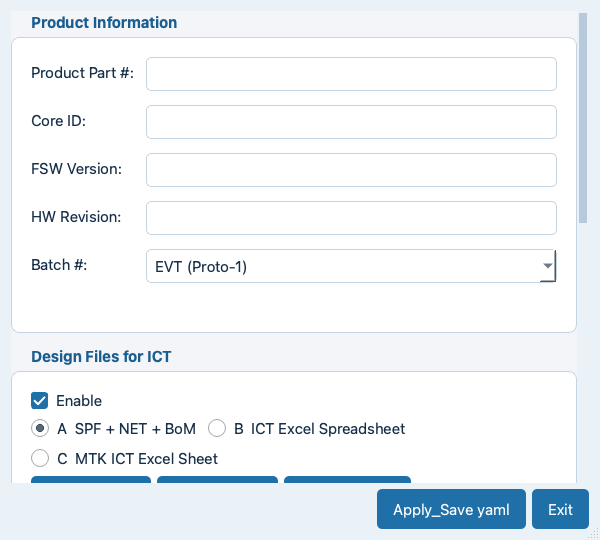 Product Information
Product Part #:
Core ID:
FSW Version:
HW Revision:
Batch #: EVT (Proto-1)
Design Files for ICT
Enable
A SPF + NET + BoM B ICT Excel Spreadsheet
C MTK ICT Excel Sheet
Apply_Save yaml Exit